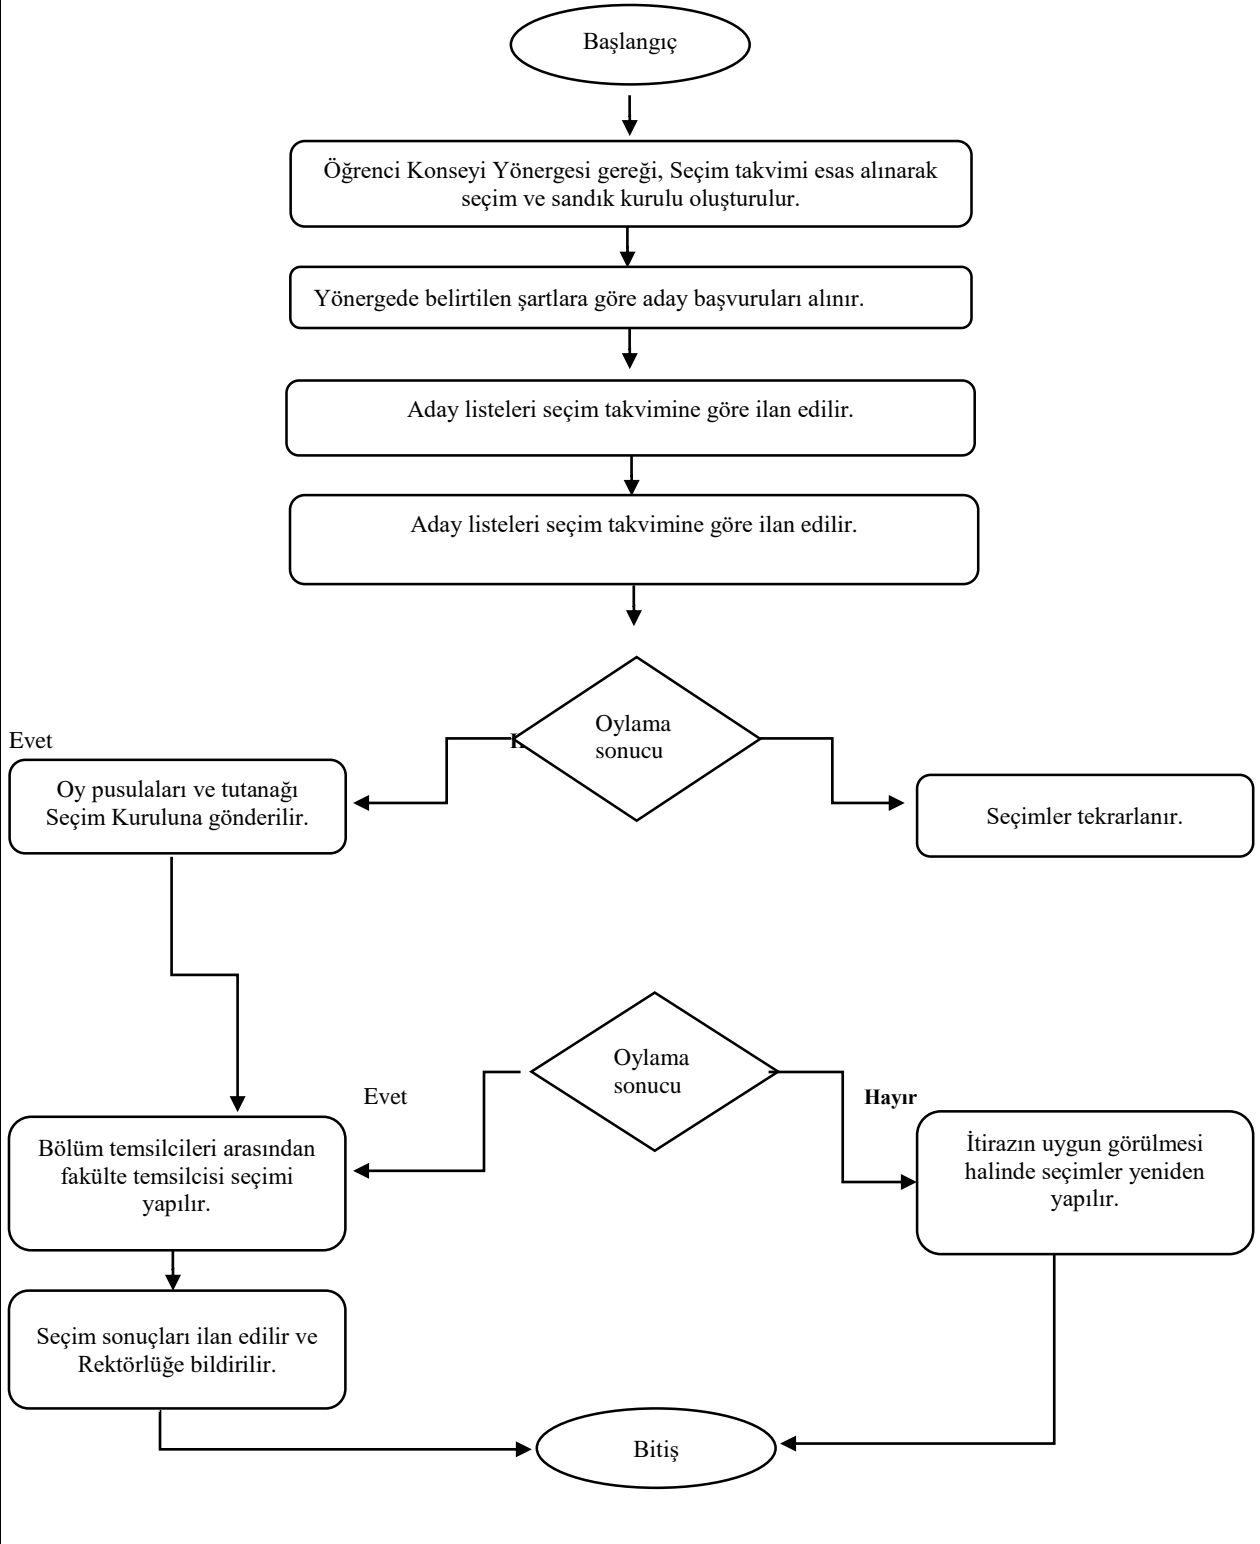 Başlangıç
Öğrenci Konseyi Yönergesi gereği, Seçim takvimi esas alınarak
seçim ve sandık kurulu oluşturulur.
Yönergede belirtilen şartlara göre aday başvuruları alınır.
Aday listeleri seçim takvimine göre ilan edilir.
Aday listeleri seçim takvimine göre ilan edilir.
Oylama
sonucu
Evet
Oy pusulaları ve tutanağı
Seçim Kuruluna gönderilir.
Seçimler tekrarlanır.
Oylama
sonucu
Evet
Hayır
Bölüm temsilcileri arasından
fakülte temsilcisi seçimi
yapılır.
İtirazın uygun görülmesi
halinde seçimler yeniden
yapılır.
Seçim sonuçları ilan edilir ve
Rektörlüğe bildirilir.
Bitiş